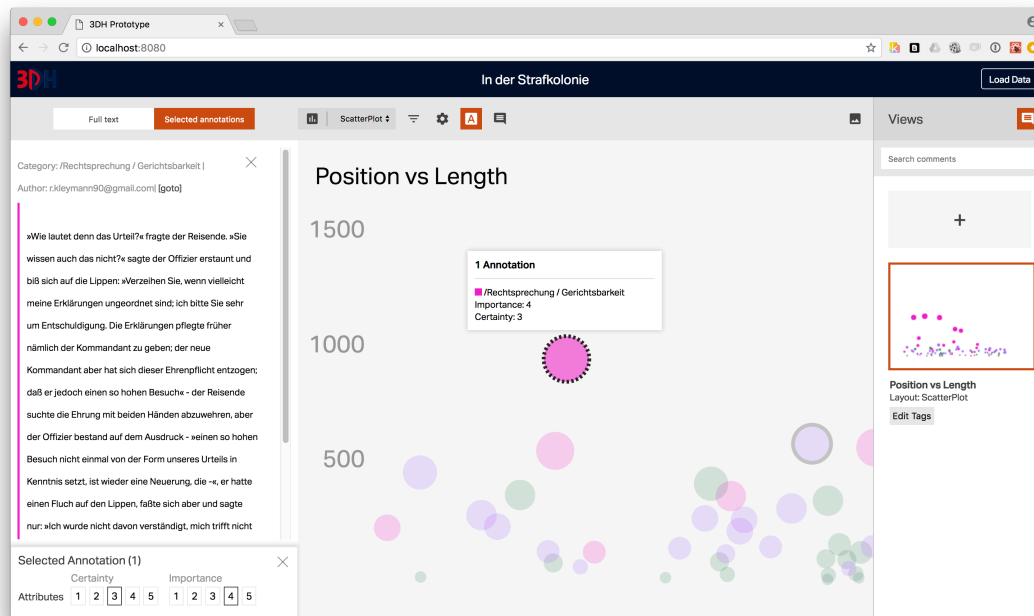 3DH Prototype
localhost:8080
3DH
In der Strafkolonie
Load Data
Full text
Selected annotations
ScatterPlot
A
Views
Category: /Rechtsprechung / Gerichtsbarkeit |
Author: r.kleymann90@gmail.com| [goto]
»Wie lautet denn das Urteil?« fragte der Reisende. »Sie
wissen auch das nicht?« sagte der Offizier erstaunt und
biß sich auf die Lippen: »Verzeihen Sie, wenn vielleicht
meine Erklärungen ungeordnet sind; ich bitte Sie sehr
um Entschuldigung. Die Erklärungen pflegte früher
nämlich der Kommandant zu geben; der neue
Kommandant aber hat sich dieser Ehrenpflicht entzogen;
daß er jedoch einen so hohen Besuch« - der Reisende
suchte die Ehrung mit beiden Händen abzuwehren, aber
der Offizier bestand auf dem Ausdruck - »einen so hohen
Besuch nicht einmal von der Form unseres Urteils in
Kenntnis setzt, ist wieder eine Neuerung, die -«, er hatte
einen Fluch auf den Lippen, faßte sich aber und sagte
nur: »Ich wurde nicht davon verständigt, mich trifft nicht
Selected Annotation (1)
Certainty Importance
Attributes 1 2 3 4 5 1 2 3 4 5
Position vs Length
1500
1000
500
1 Annotation
/Rechtsprechung / Gerichtsbarkeit
Importance: 4
Certainty: 3
Search comments
+
Position vs Length
Layout: ScatterPlot
Edit Tags